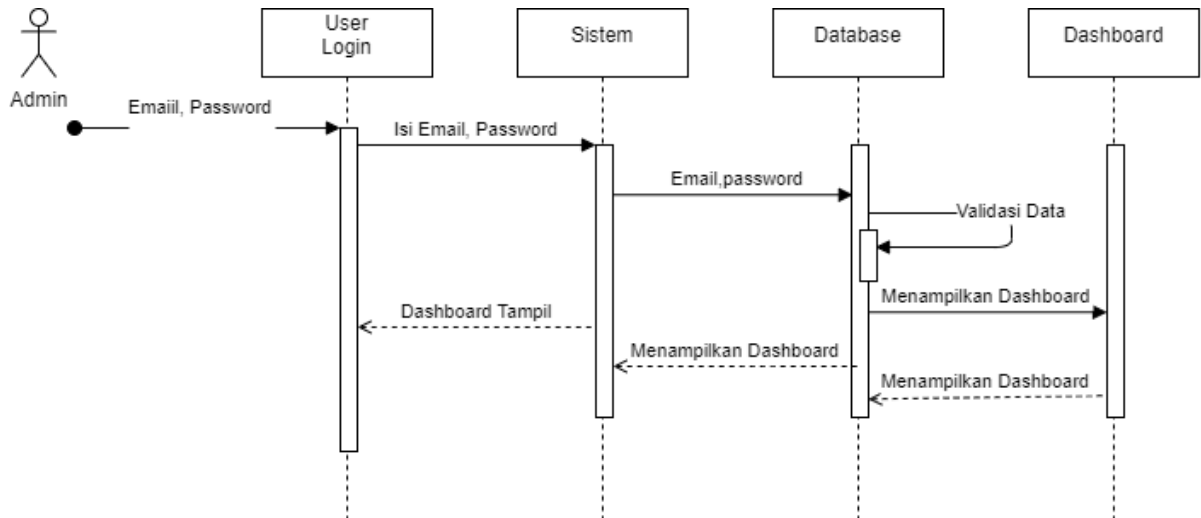 User
Login
Sistem
Database
Dashboard
Admin
Emaiil, Password
Isi Email, Password
Email,password
Validasi Data
Menampilkan Dashboard
Dashboard Tampil
Menampilkan Dashboard
Menampilkan Dashboard